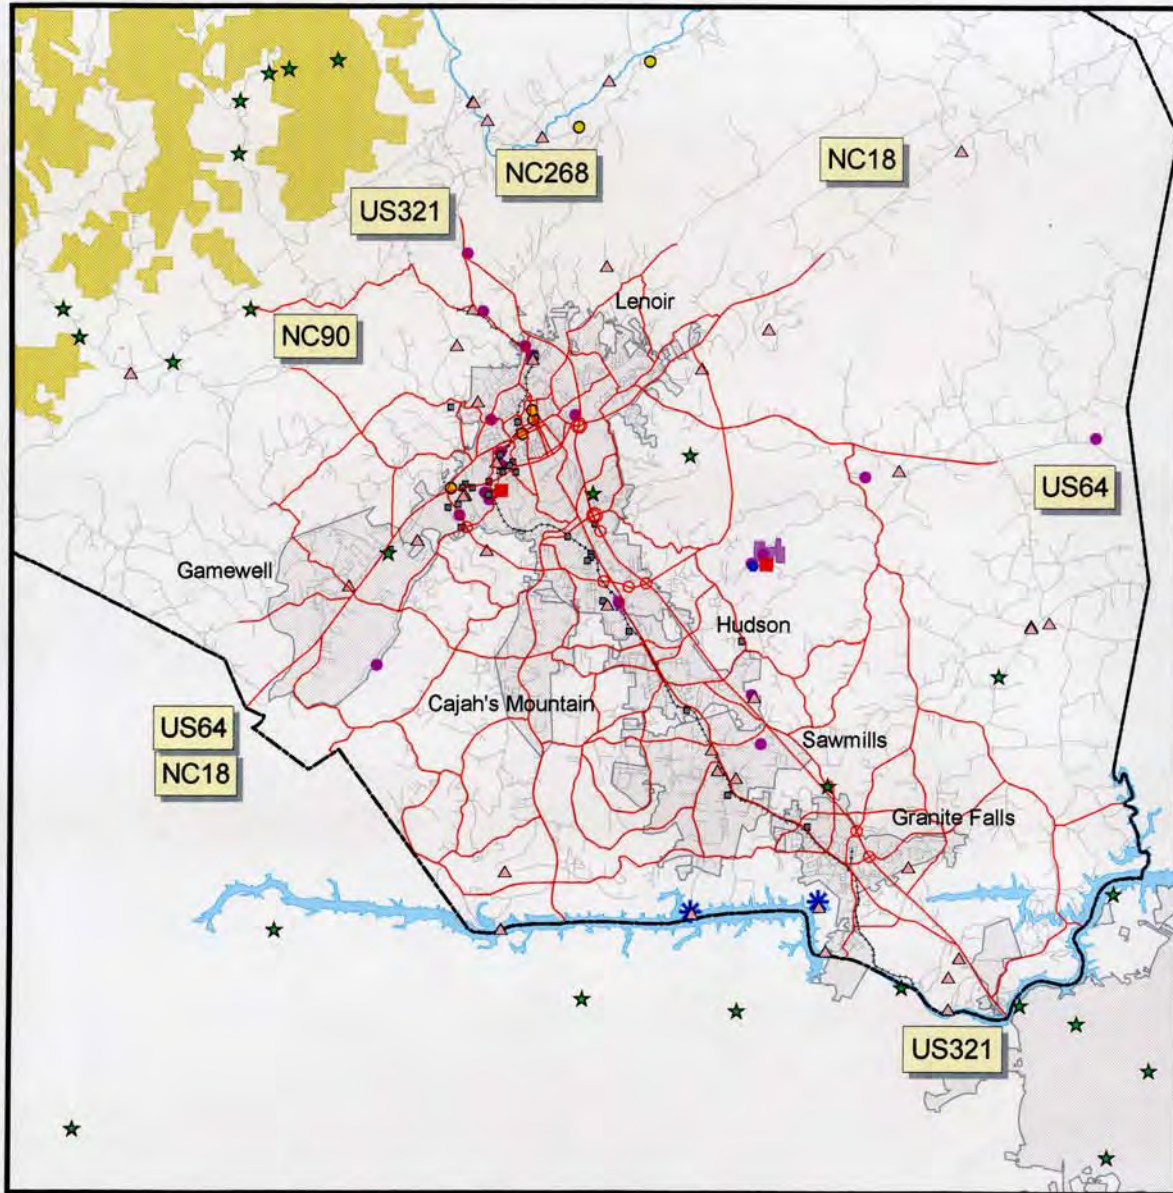 NC268
NC18
US321
Lenoir
NC90
US64
Gamewell
Hudson
Cajah's Mountain
US64
NC18
Sawmills
Granite Falls
US321